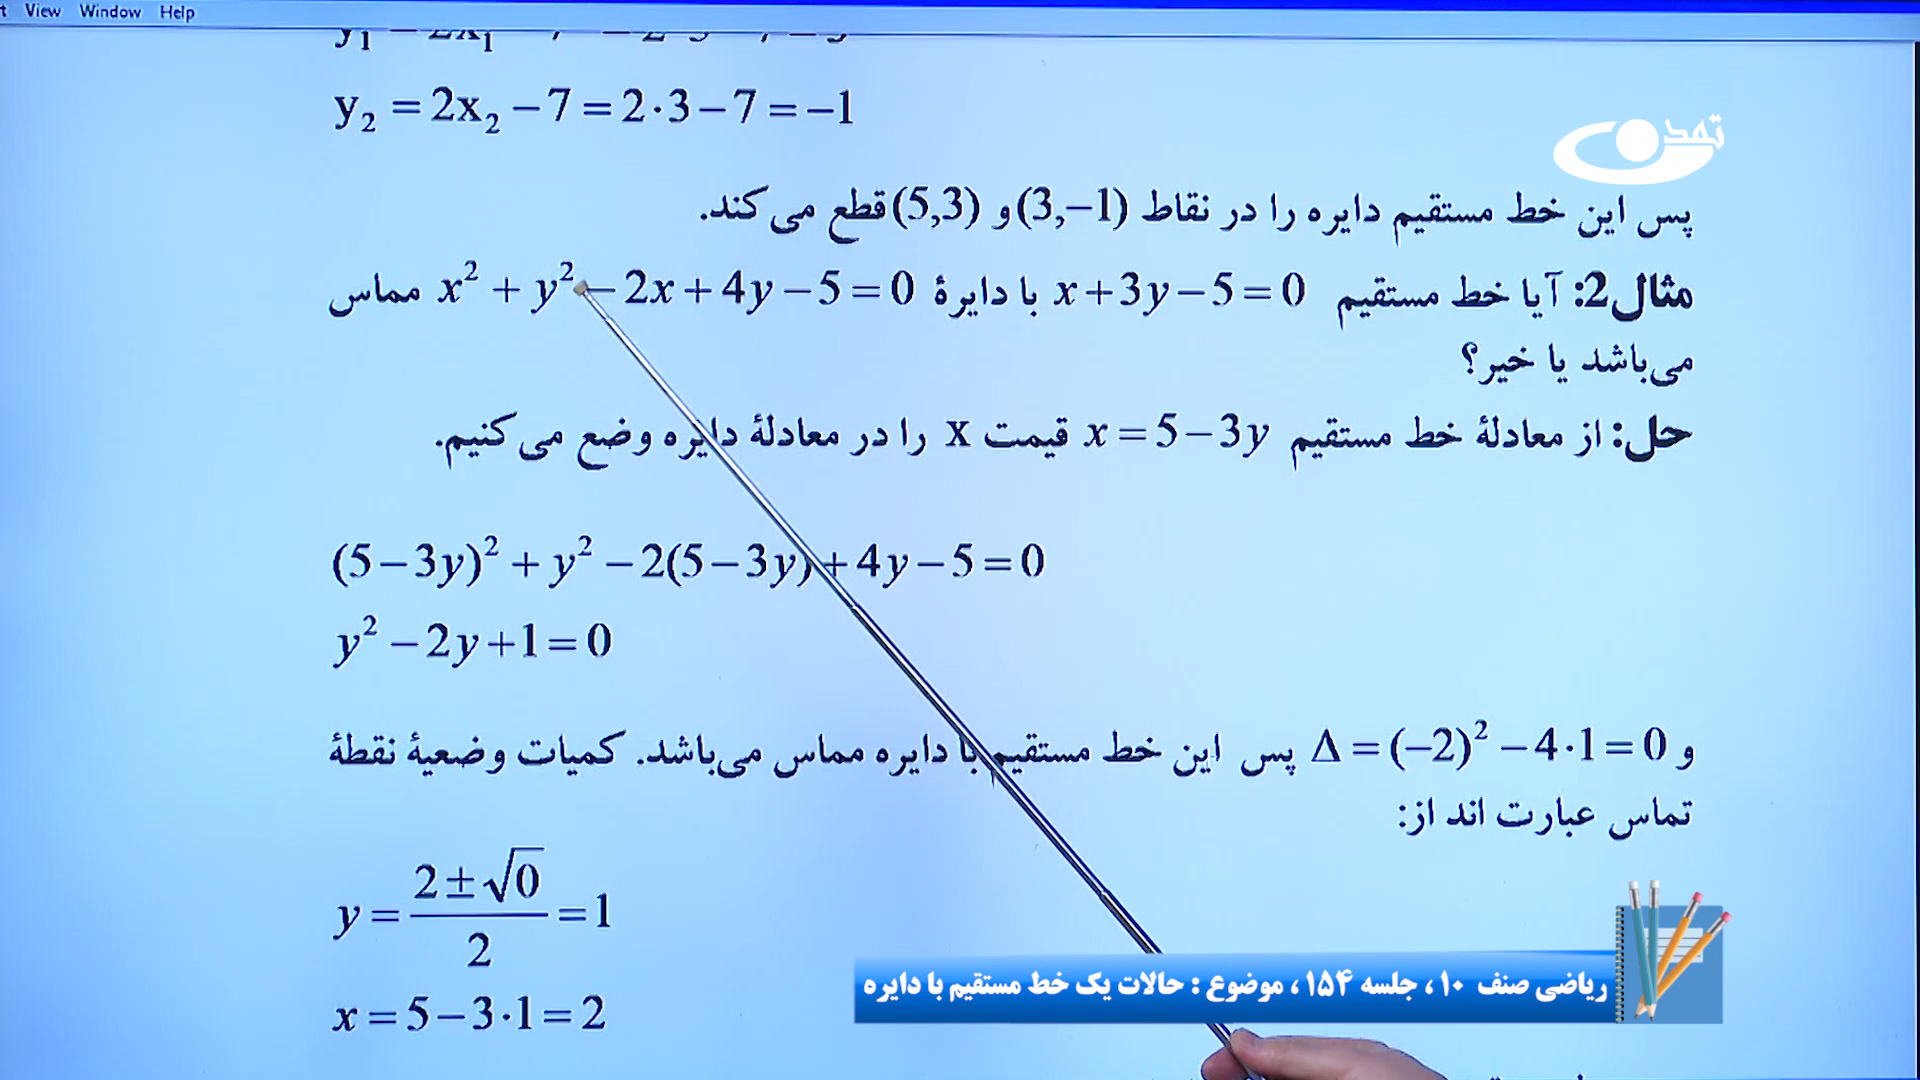 View Window Help
y₂ = 2x₂ − 7 = 2·3 − 7 = −1
تمدن
پس این خط مستقیم دایره را در نقاط (3,−1) و (5,3) قطع می‌کند.
مثال 2: آیا خط مستقیم x + 3y − 5 = 0 با دایرهٔ x² + y² − 2x + 4y − 5 = 0 مماس
می‌باشد یا خیر؟
حل: از معادلهٔ خط مستقیم x = 5 − 3y قیمت x را در معادلهٔ دایره وضع می‌کنیم.
(5 − 3y)² + y² − 2(5 − 3y) + 4y − 5 = 0
y² − 2y + 1 = 0
و Δ = (−2)² − 4·1 = 0 پس این خط مستقیم با دایره مماس می‌باشد. کمیات وضعیهٔ نقطهٔ
تماس عبارت اند از:
y = (2 ± √0)/2 = 1
ریاضی صنف ۱۰ ، جلسه ۱۵۴ ، موضوع : حالات یک خط مستقیم با دایره
x = 5 − 3·1 = 2